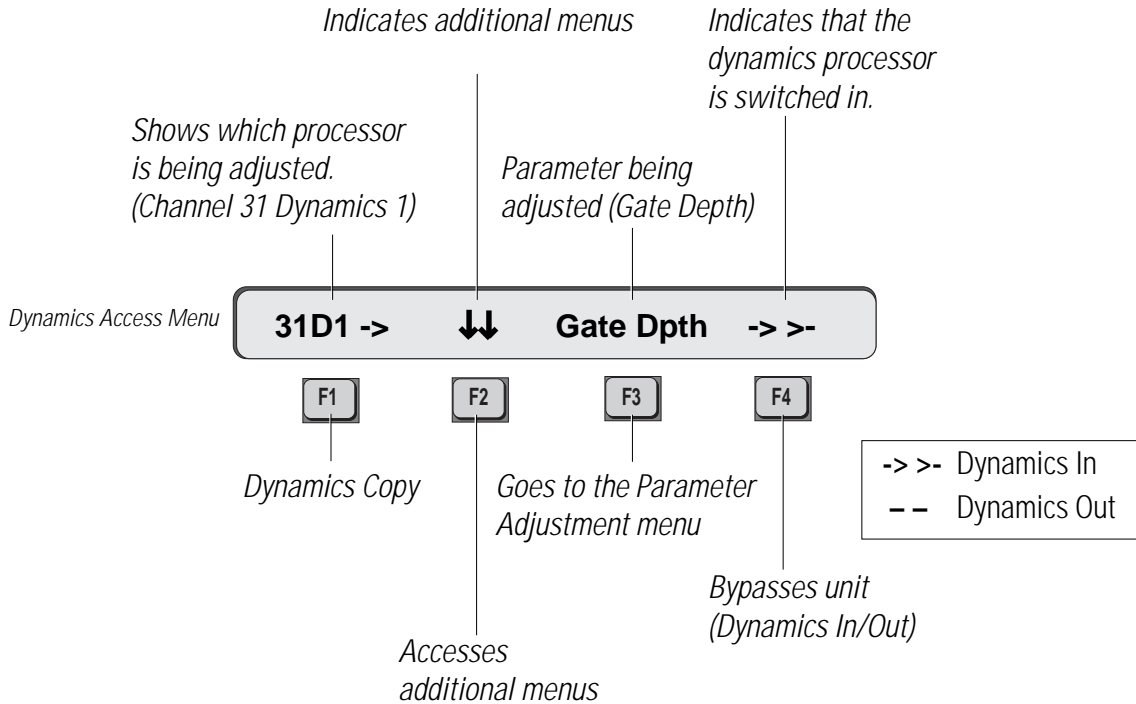 Indicates additional menus
Indicates that the
dynamics processor
is switched in.
Shows which processor
is being adjusted.
(Channel 31 Dynamics 1)
Parameter being
adjusted (Gate Depth)
Dynamics Access Menu
31D1 -> ↓↓ Gate Dpth -> >-
F1 F2 F3 F4
Dynamics Copy
Goes to the Parameter
Adjustment menu
-> >- Dynamics In
– – Dynamics Out
Bypasses unit
(Dynamics In/Out)
Accesses
additional menus